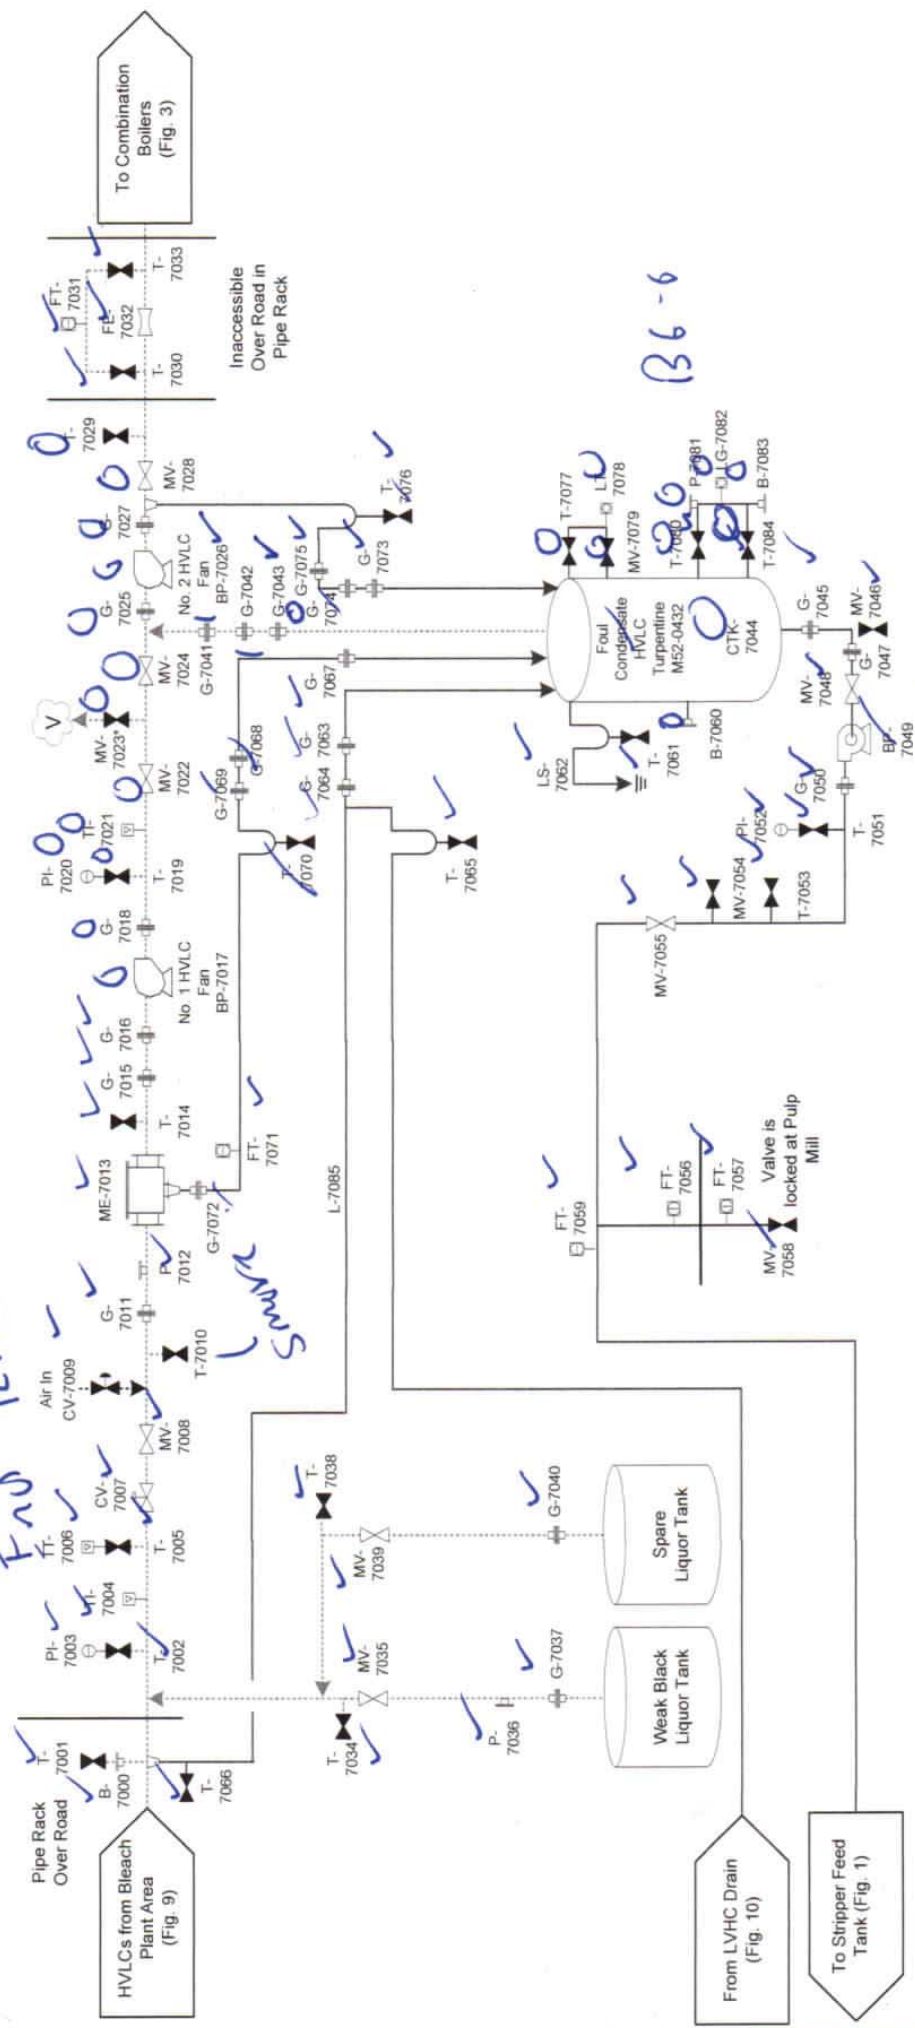 HVLCs from Bleach
Plant Area
(Fig. 9)
Pipe Rack
Over Road
T-
7001
B-
7000
T-
7066
PI-
7003
T-
7002
TI-
7004
TT-
7006
T-
7005
CV-
7007
MV-
7008
Air In
CV-7009
T-7010
G-
7011
P-
7012
ME-7013
G-7072
T-
7014
G-
7015
G-
7016
No. 1 HVLC
Fan
BP-7017
G-
7018
PI-
7020
T-
7019
TI-
7021
MV-
7022
MV-
7023*
V
MV-
7024
G-
7025
No. 2 HVLC
Fan
BP-7026
G-
7027
MV-
7028
T-
7029
T-
7030
FT-
7031
FE-
7032
T-
7033
Inaccessible
Over Road in
Pipe Rack
To Combination
Boilers
(Fig. 3)
FT-
7071
T-
7070
G-7069
G-7068
G-
7067
G-7041
G-7042
G-7043
G-
7074
G-7075
G-
7073
T-
7076
L-7085
G-
7064
G-
7063
T-
7065
T-
7034
MV-
7035
P-
7036
G-7037
Weak Black
Liquor Tank
T-
7038
MV-
7039
G-7040
Spare
Liquor Tank
LS-
7062
T-
7061
B-7060
Foul
Condensate
HVLC
Turpentine
M52-0432
CTK-
7044
T-7077
LT-
7078
MV-7079
T-7080
P-7081
LG-7082
B-7083
T-7084
B6-6
G-
7045
MV-
7046
G-
7047
MV-
7048
BP-
7049
G-
7050
T-
7051
PI-
7052
T-7053
MV-7054
MV-7055
FT-
7059
FT-
7056
FT-
7057
MV-
7058
Valve is
locked at Pulp
Mill
From LVHC Drain
(Fig. 10)
To Stripper Feed
Tank (Fig. 1)